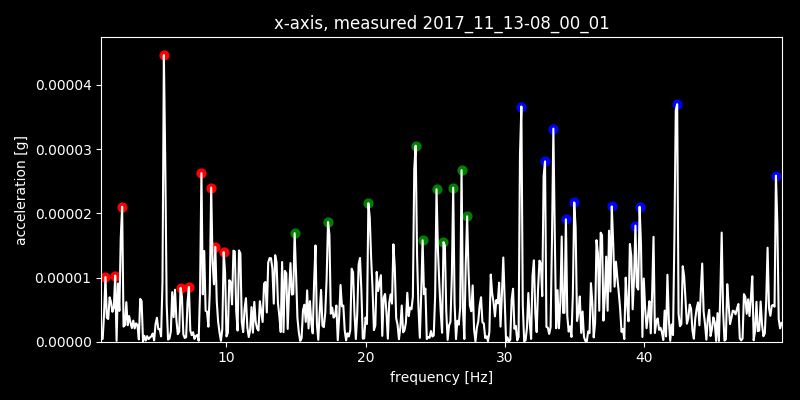 x-axis, measured 2017_11_13-08_00_01
0.00004
0.00003
0.00002
0.00001
0.00000
acceleration [g]
10 20 30 40
frequency [Hz]